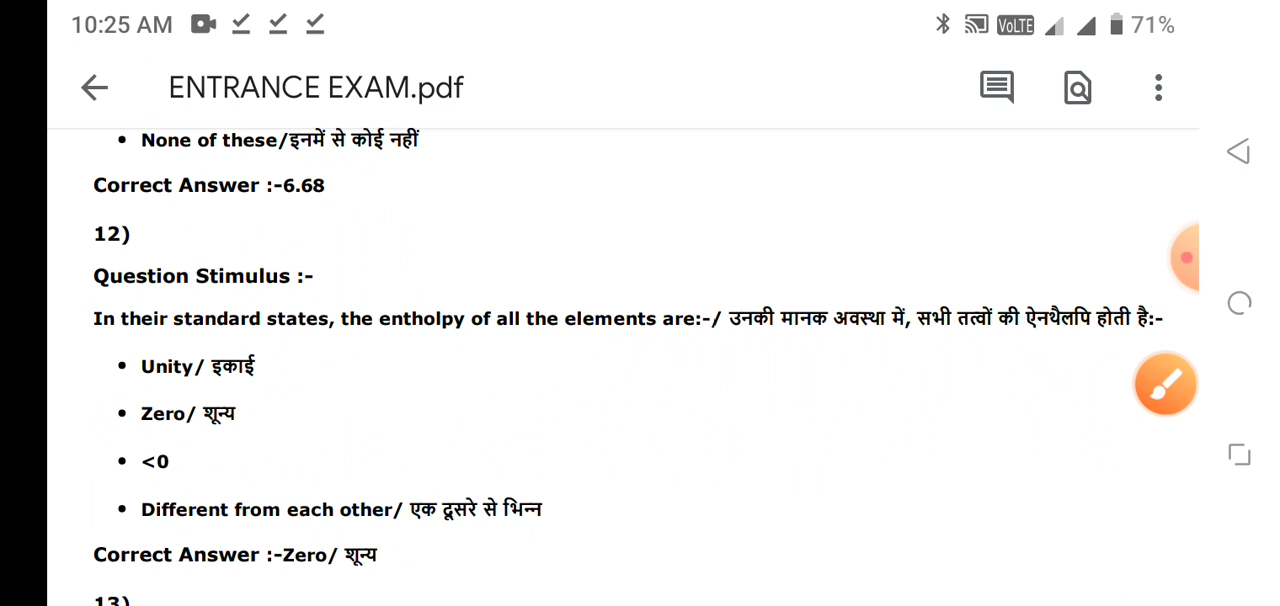 10:25 AM VoLTE 71%
ENTRANCE EXAM.pdf
• None of these/इनमें से कोई नहीं
Correct Answer :-6.68
12)
Question Stimulus :-
In their standard states, the entholpy of all the elements are:-/ उनकी मानक अवस्था में, सभी तत्वों की ऐनथैलपि होती है:-
• Unity/ इकाई
• Zero/ शून्य
• <0
• Different from each other/ एक दूसरे से भिन्न
Correct Answer :-Zero/ शून्य
13)